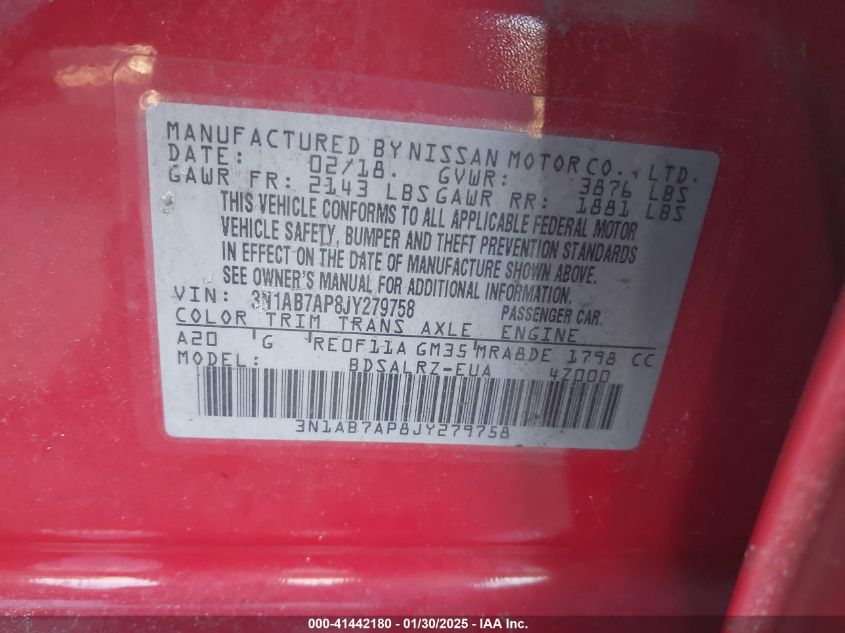 MANUFACTURED BY NISSAN MOTOR CO., LTD.
DATE: 02/18. GVWR: 3876 LBS
GAWR FR: 2143 LBS GAWR RR: 1881 LBS
THIS VEHICLE CONFORMS TO ALL APPLICABLE FEDERAL MOTOR
VEHICLE SAFETY, BUMPER AND THEFT PREVENTION STANDARDS
IN EFFECT ON THE DATE OF MANUFACTURE SHOWN ABOVE.
SEE OWNER'S MANUAL FOR ADDITIONAL INFORMATION.
VIN: 3N1AB7AP8JY279758 PASSENGER CAR
COLOR TRIM TRANS AXLE ENGINE
A20 G RE0F11A GM35 MRA8DE 1798 CC
MODEL: BDSALRZ-EUA 4Z000
3N1AB7AP8JY279758
000-41442180 - 01/30/2025 - IAA Inc.